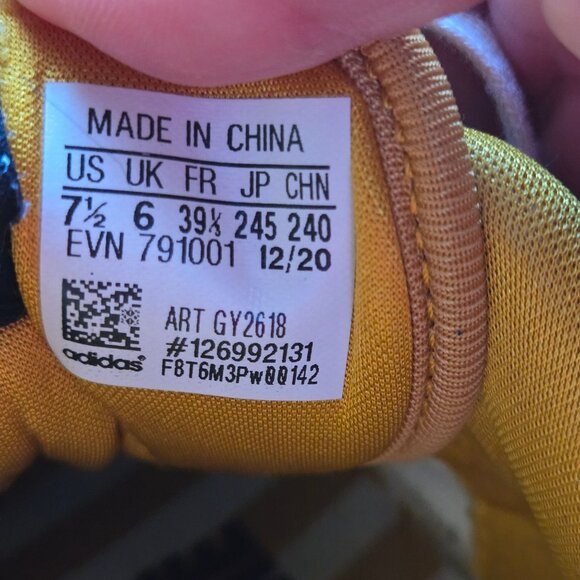 MADE IN CHINA
US UK FR JP CHN
7½ 6 39⅓ 245 240
EVN 791001 12/20
ART GY2618
#126992131
adidas®
F8T6M3Pw00142